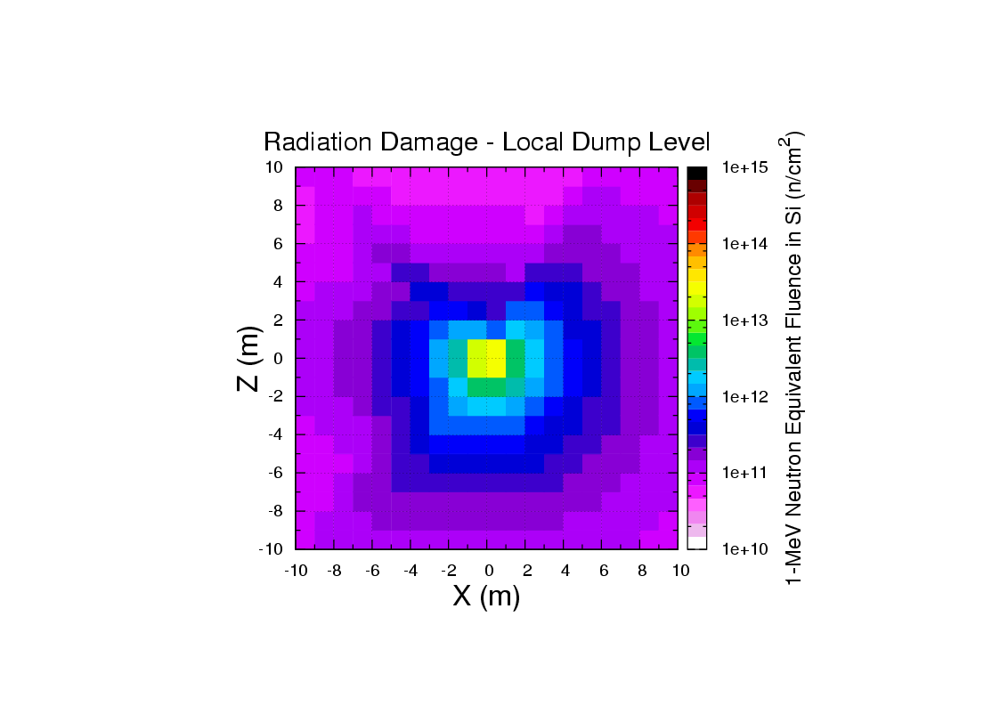 Radiation Damage - Local Dump Level
10
8
6
4
2
0
-2
-4
-6
-8
-10
Z (m)
-10 -8 -6 -4 -2 0 2 4 6 8 10
X (m)
1e+15
1e+14
1e+13
1e+12
1e+11
1e+10
1-MeV Neutron Equivalent Fluence in Si (n/cm²)